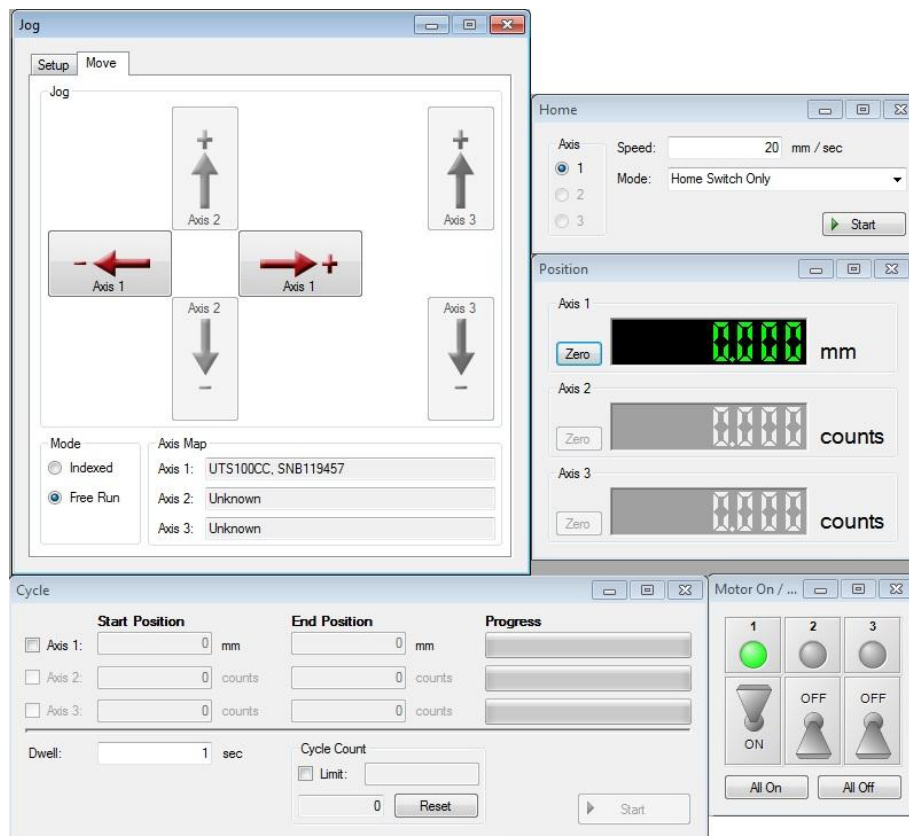 Jog
Setup Move
Jog
+ +
Axis 2 Axis 3
- +
Axis 1 Axis 1
Axis 2 Axis 3
- -
Mode
Indexed
Free Run
Axis Map
Axis 1: UTS100CC, SNB119457
Axis 2: Unknown
Axis 3: Unknown
Home
Axis
1
2
3
Speed: 20 mm / sec
Mode: Home Switch Only
Start
Position
Axis 1
Zero 0.000 mm
Axis 2
Zero 0.000 counts
Axis 3
Zero 0.000 counts
Cycle
Start Position End Position Progress
Axis 1: 0 mm 0 mm
Axis 2: 0 counts 0 counts
Axis 3: 0 counts 0 counts
Dwell: 1 sec
Cycle Count
Limit:
0 Reset
Start
Motor On / ...
1 2 3
OFF OFF
ON
All On All Off